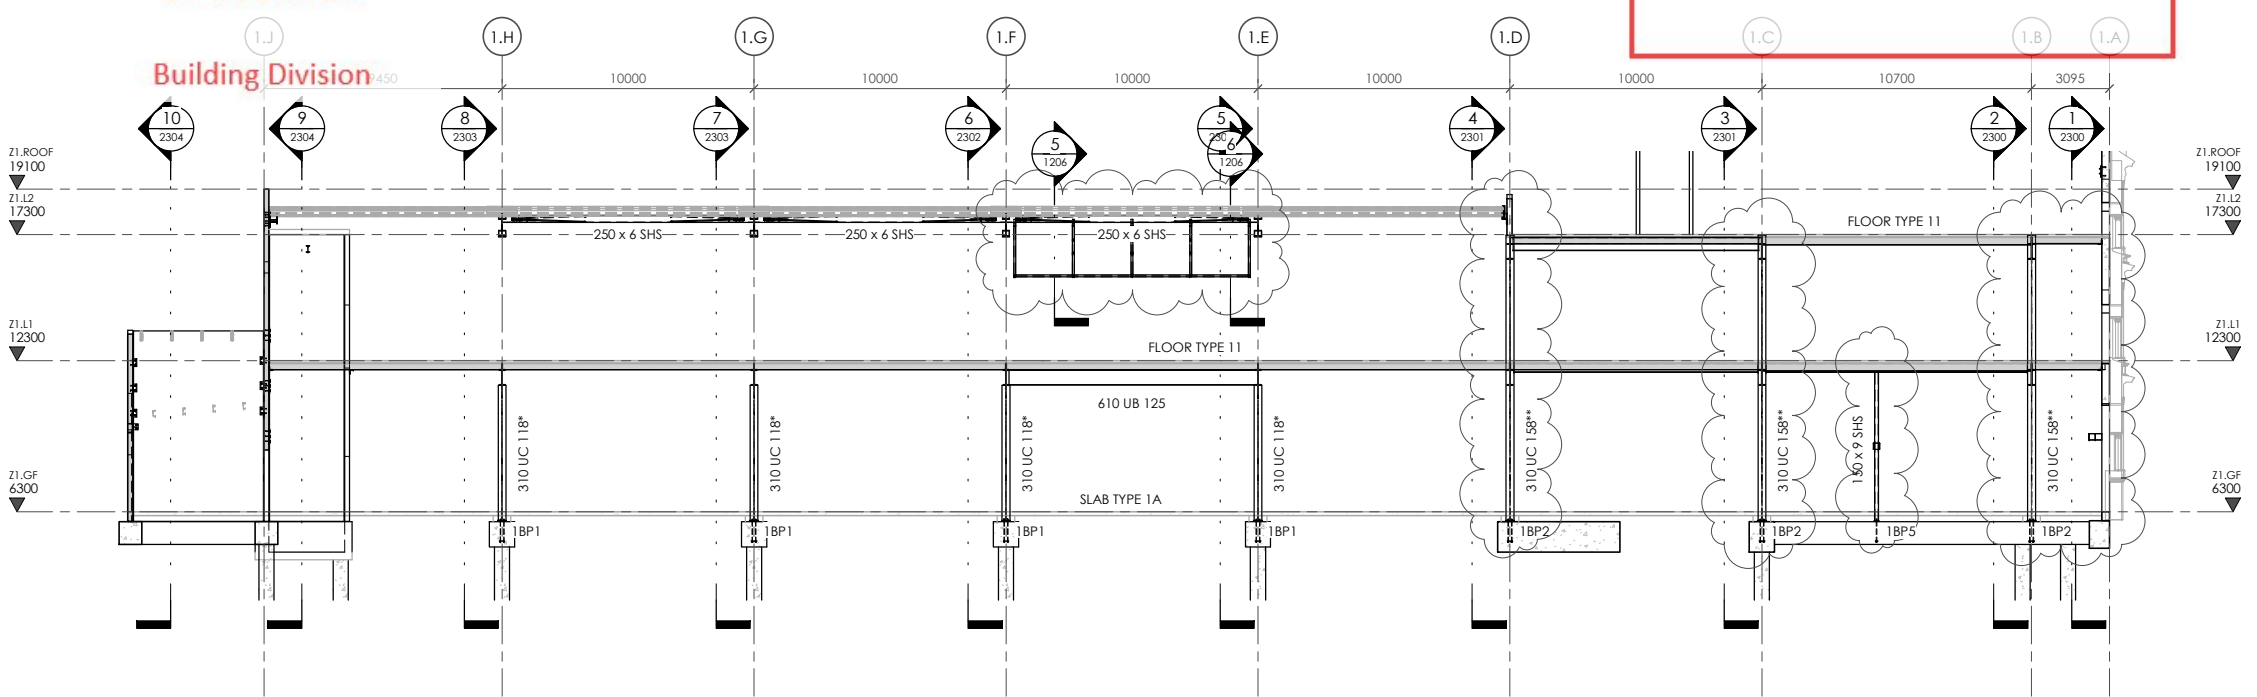 1.J 1.H 1.G 1.F 1.E 1.D 1.C 1.B 1.A
Building Division
9450 10000 10000 10000 10000 10000 10700 3095
10 9 8 7 6 5 4 3 2 1
2304 2304 2303 2303 2302 2301 2301 2300 2300
5 6
1206 1206
Z1.ROOF Z1.ROOF
19100 19100
Z1.L2 Z1.L2
17300 17300
FLOOR TYPE 11
250 x 6 SHS 250 x 6 SHS 250 x 6 SHS
Z1.L1 Z1.L1
12300 12300
FLOOR TYPE 11
610 UB 125
310 UC 118* 310 UC 118* 310 UC 118* 310 UC 118* 310 UC 158** 310 UC 158** 150 x 9 SHS 310 UC 158**
Z1.GF Z1.GF
6300 6300
SLAB TYPE 1A
1BP1 1BP1 1BP1 1BP1 1BP2 1BP2 1BP5 1BP2